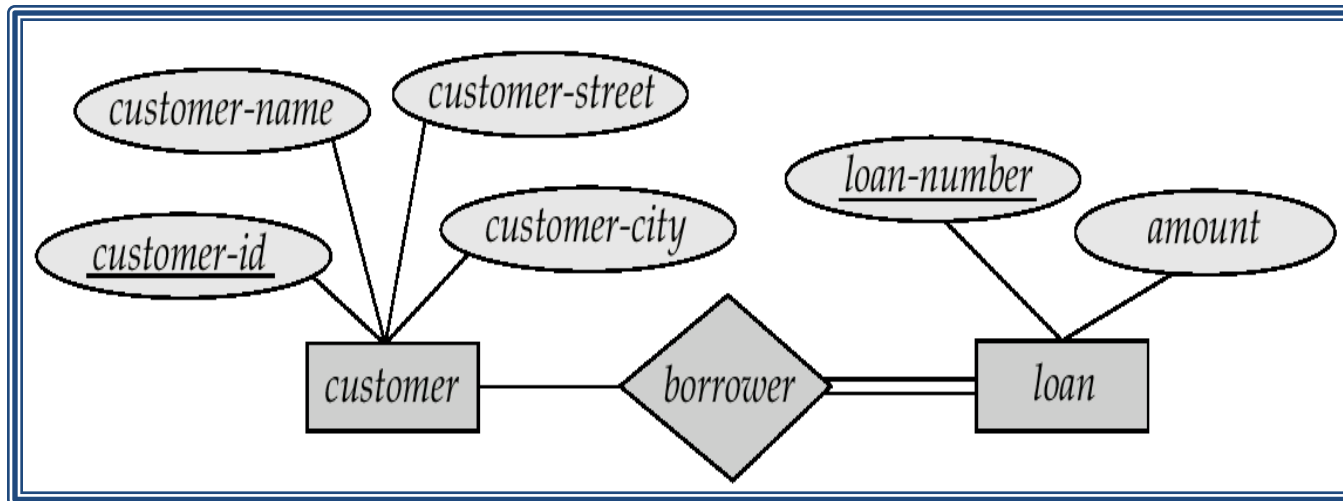 customer-name
customer-street
customer-id
customer-city
loan-number
amount
customer
borrower
loan